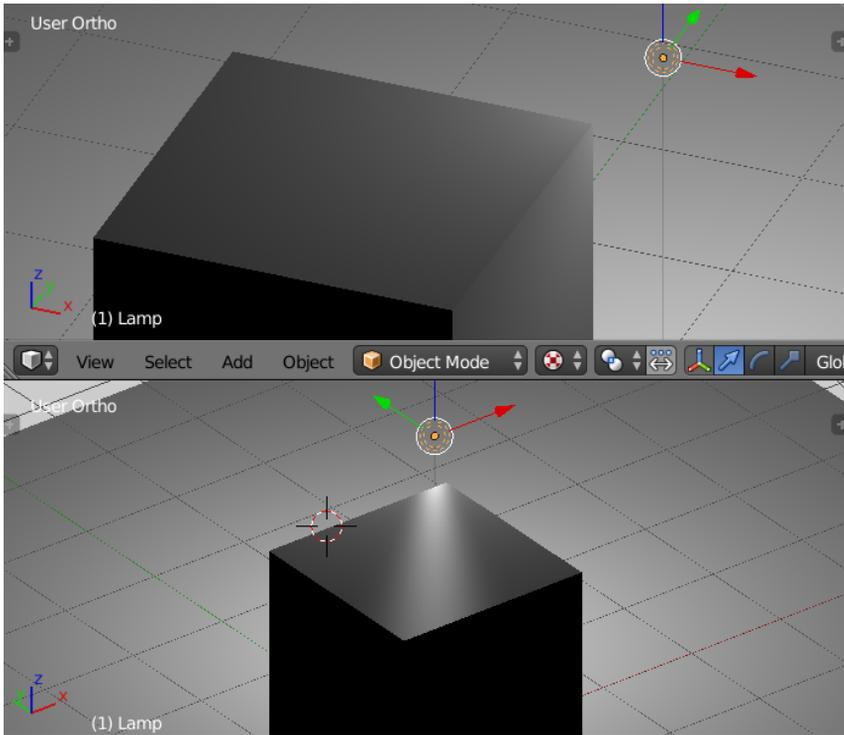 User Ortho
z
y
x
(1) Lamp
View Select Add Object Object Mode Glo
User Ortho
z
y
x
(1) Lamp